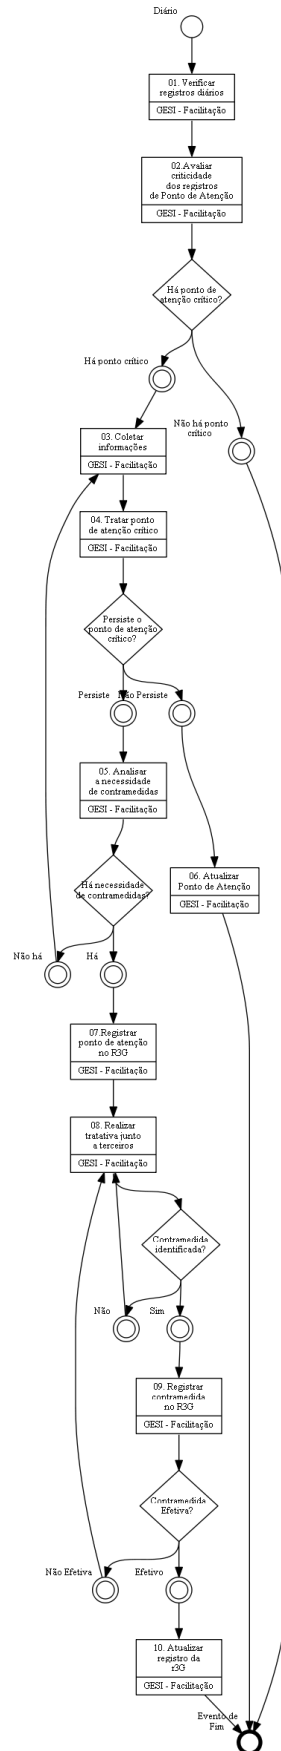 Diário
01. Verificar
registros diários
GESI - Facilitação
02.Avaliar
criticidade
dos registros
de Ponto de Atenção
GESI - Facilitação
Há ponto de
atenção crítico?
Há ponto crítico
Não há ponto
crítico
03. Coletar
informações
GESI - Facilitação
04. Tratar ponto
de atenção crítico
GESI - Facilitação
Persiste o
ponto de atenção
crítico?
Persiste
Não Persiste
05. Analisar
a necessidade
de contramedidas
GESI - Facilitação
06. Atualizar
Ponto de Atenção
GESI - Facilitação
Há necessidade
de contramedidas?
Não há
Há
07.Registrar
ponto de atenção
no R3G
GESI - Facilitação
08. Realizar
tratativa junto
a terceiros
GESI - Facilitação
Contramedida
identificada?
Não
Sim
09. Registrar
contramedida
no R3G
GESI - Facilitação
Contramedida
Efetiva?
Não Efetiva
Efetivo
10. Atualizar
registro da
r3G
GESI - Facilitação
Evento de
Fim